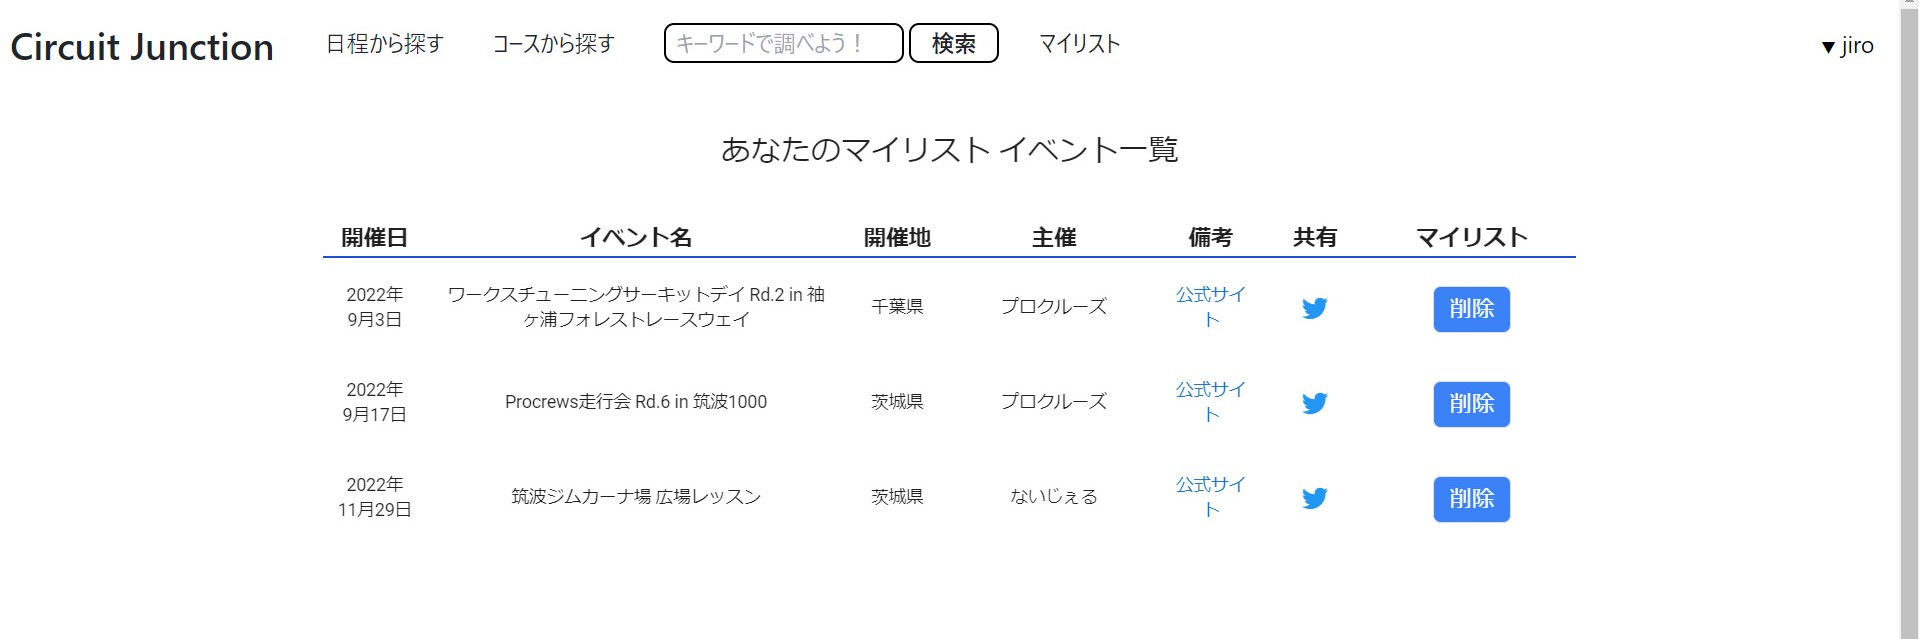 Circuit Junction 日程から探す コースから探す キーワードで調べよう！ 検索 マイリスト ▼ jiro
あなたのマイリスト イベント一覧
開催日 イベント名 開催地 主催 備考 共有 マイリスト
2022年
9月3日
ワークスチューニングサーキットデイ Rd.2 in 袖
ヶ浦フォレストレースウェイ
千葉県
プロクルーズ
公式サイ
ト
削除
2022年
9月17日
Procrews走行会 Rd.6 in 筑波1000
茨城県
プロクルーズ
公式サイ
ト
削除
2022年
11月29日
筑波ジムカーナ場 広場レッスン
茨城県
ないじぇる
公式サイ
ト
削除